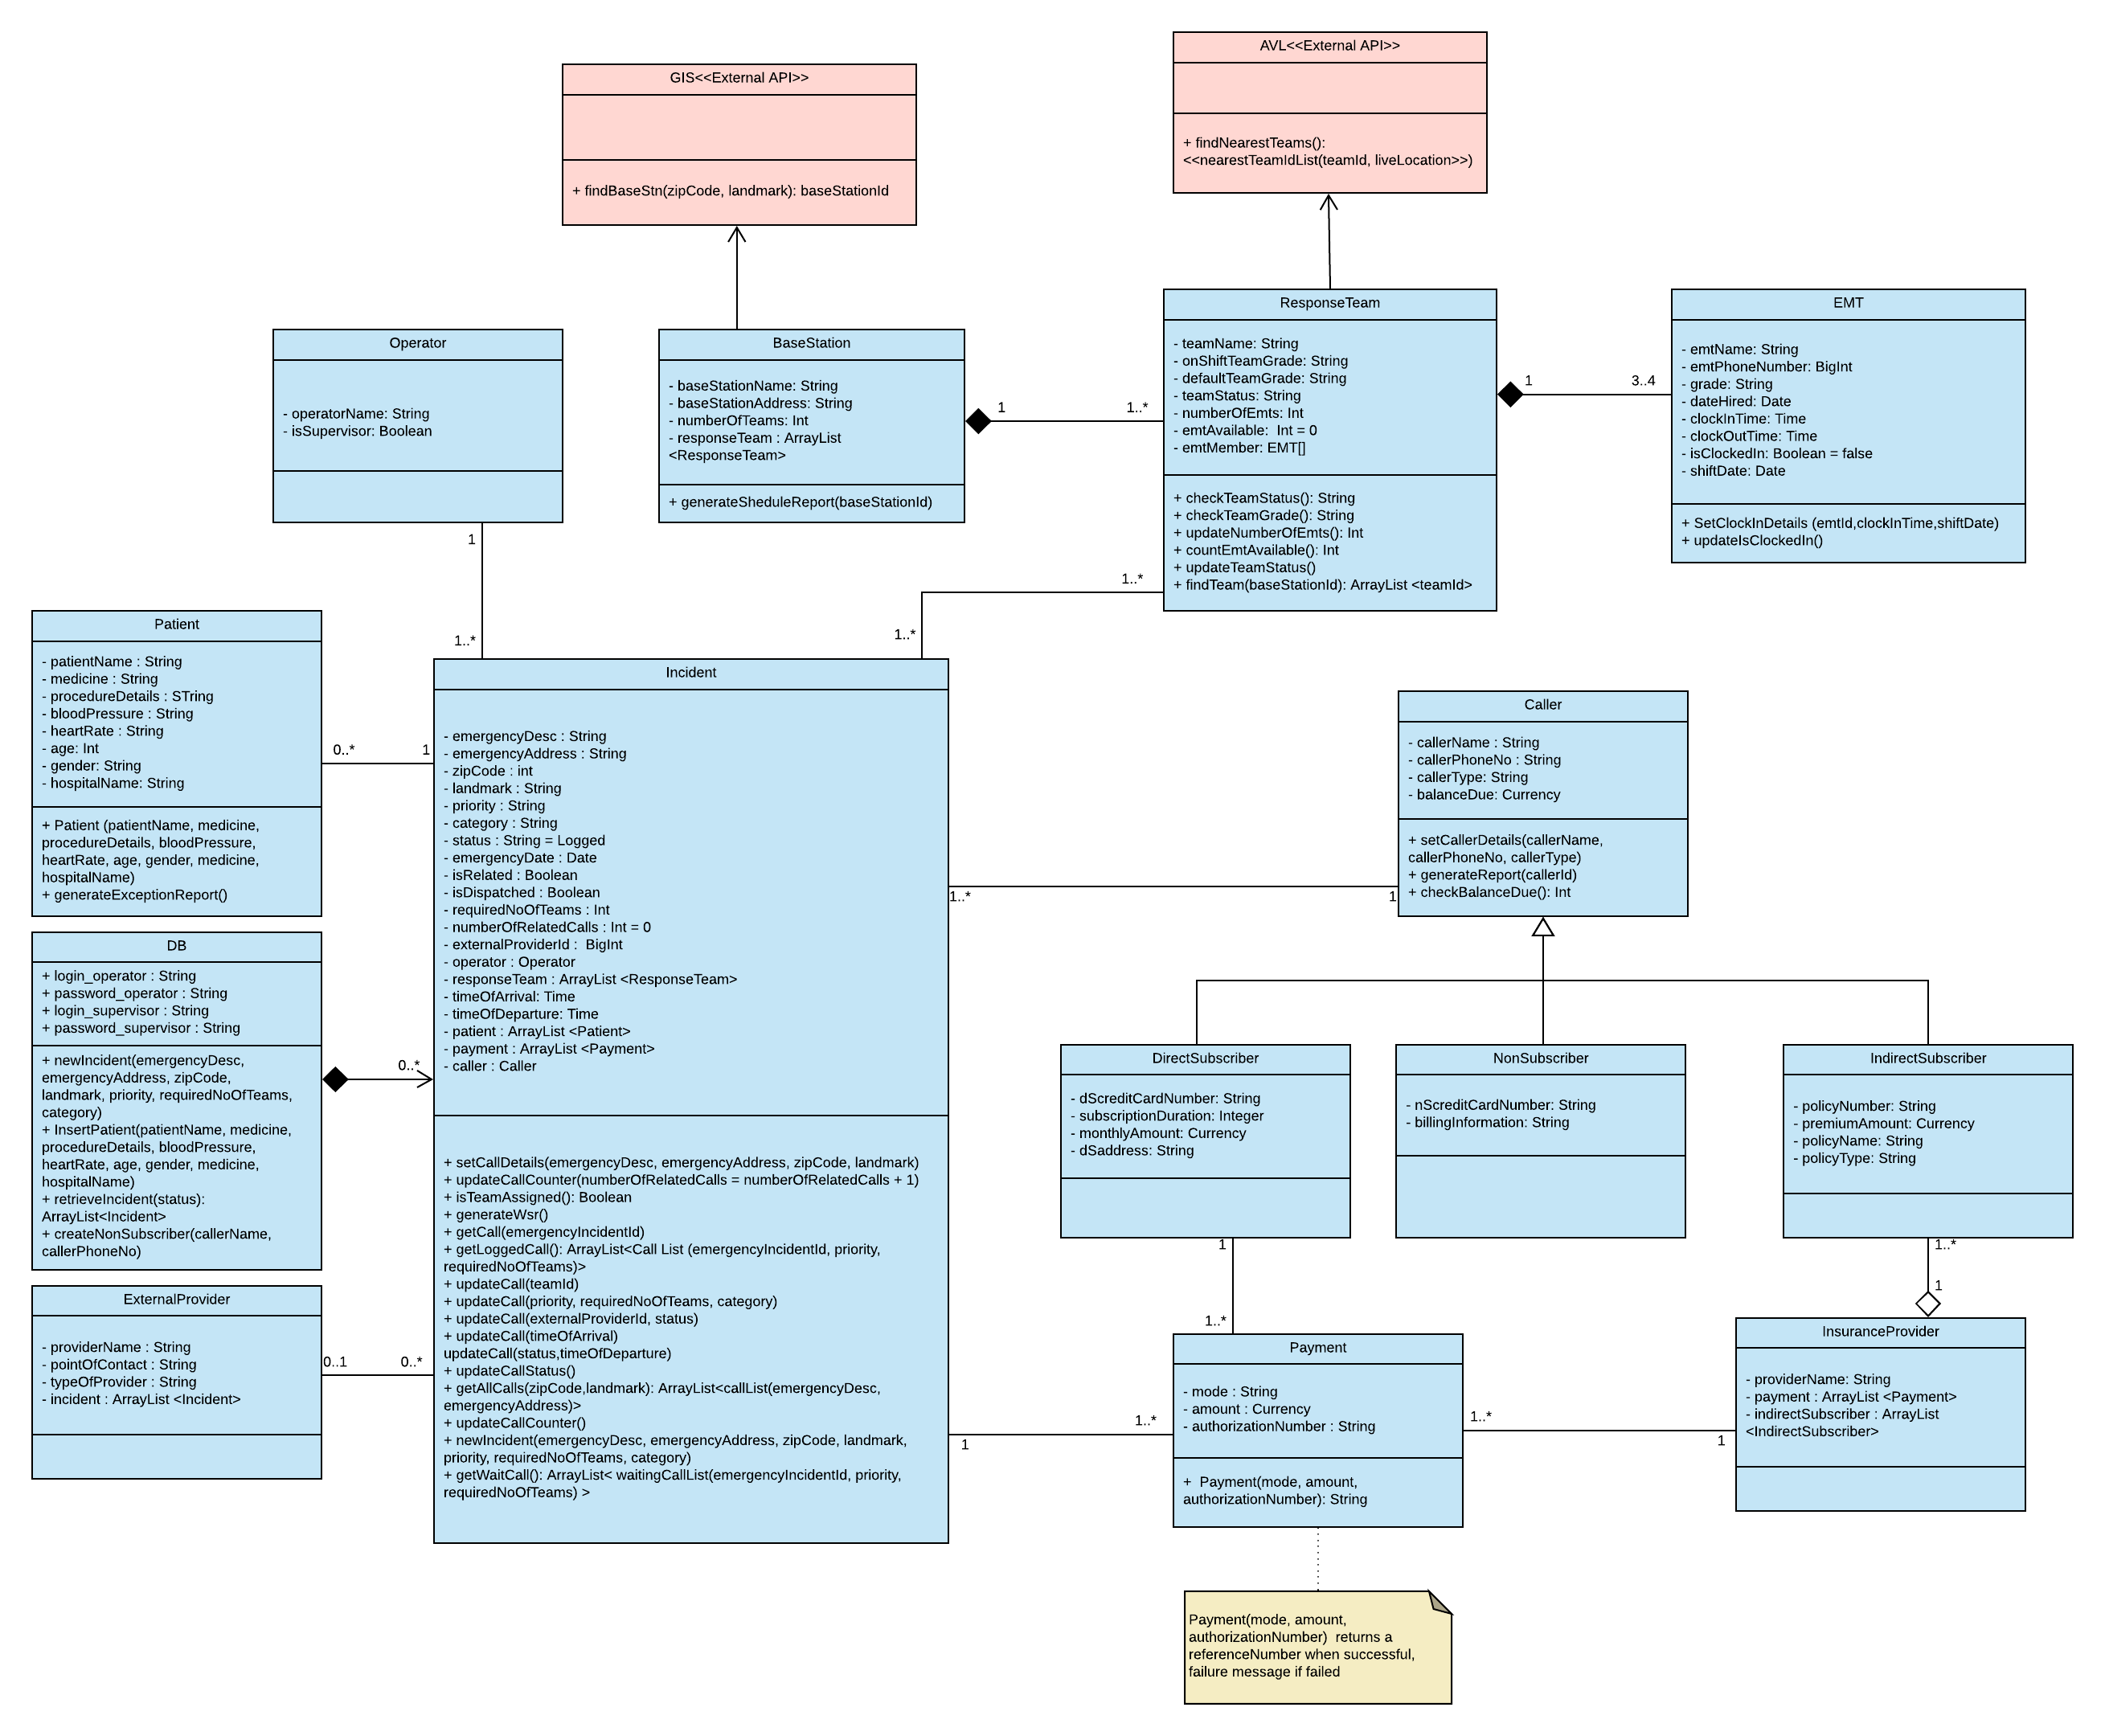 AVL<<External API>>
+ findNearestTeams():
<<nearestTeamIdList(teamId, liveLocation>>)
GIS<<External API>>
+ findBaseStn(zipCode, landmark): baseStationId
Operator
- operatorName: String
- isSupervisor: Boolean
BaseStation
- baseStationName: String
- baseStationAddress: String
- numberOfTeams: Int
- responseTeam : ArrayList
<ResponseTeam>
+ generateSheduleReport(baseStationId)
1
1..*
ResponseTeam
- teamName: String
- onShiftTeamGrade: String
- defaultTeamGrade: String
- teamStatus: String
- numberOfEmts: Int
- emtAvailable:  Int = 0
- emtMember: EMT[]
+ checkTeamStatus(): String
+ checkTeamGrade(): String
+ updateNumberOfEmts(): Int
+ countEmtAvailable(): Int
+ updateTeamStatus()
+ findTeam(baseStationId): ArrayList <teamId>
1
3..4
EMT
- emtName: String
- emtPhoneNumber: BigInt
- grade: String
- dateHired: Date
- clockInTime: Time
- clockOutTime: Time
- isClockedIn: Boolean = false
- shiftDate: Date
+ SetClockInDetails (emtId,clockInTime,shiftDate)
+ updateIsClockedIn()
1
1..*
1..*
1..*
Patient
- patientName : String
- medicine : String
- procedureDetails : STring
- bloodPressure : String
- heartRate : String
- age: Int
- gender: String
- hospitalName: String
+ Patient (patientName, medicine,
procedureDetails, bloodPressure,
heartRate, age, gender, medicine,
hospitalName)
+ generateExceptionReport()
0..*
1
DB
+ login_operator : String
+ password_operator : String
+ login_supervisor : String
+ password_supervisor : String
+ newIncident(emergencyDesc,
emergencyAddress, zipCode,
landmark, priority, requiredNoOfTeams,
category)
+ InsertPatient(patientName, medicine,
procedureDetails, bloodPressure,
heartRate, age, gender, medicine,
hospitalName)
+ retrieveIncident(status):
ArrayList<Incident>
+ createNonSubscriber(callerName,
callerPhoneNo)
0..*
ExternalProvider
- providerName : String
- pointOfContact : String
- typeOfProvider : String
- incident : ArrayList <Incident>
0..1
0..*
Incident
- emergencyDesc : String
- emergencyAddress : String
- zipCode : int
- landmark : String
- priority : String
- category : String
- status : String = Logged
- emergencyDate : Date
- isRelated : Boolean
- isDispatched : Boolean
- requiredNoOfTeams : Int
- numberOfRelatedCalls : Int = 0
- externalProviderId :  BigInt
- operator : Operator
- responseTeam : ArrayList <ResponseTeam>
- timeOfArrival: Time
- timeOfDeparture: Time
- patient : ArrayList <Patient>
- payment : ArrayList <Payment>
- caller : Caller
+ setCallDetails(emergencyDesc, emergencyAddress, zipCode, landmark)
+ updateCallCounter(numberOfRelatedCalls = numberOfRelatedCalls + 1)
+ isTeamAssigned(): Boolean
+ generateWsr()
+ getCall(emergencyIncidentId)
+ getLoggedCall(): ArrayList<Call List (emergencyIncidentId, priority,
requiredNoOfTeams)>
+ updateCall(teamId)
+ updateCall(priority, requiredNoOfTeams, category)
+ updateCall(externalProviderId, status)
+ updateCall(timeOfArrival)
updateCall(status,timeOfDeparture)
+ updateCallStatus()
+ getAllCalls(zipCode,landmark): ArrayList<callList(emergencyDesc,
emergencyAddress)>
+ updateCallCounter()
+ newIncident(emergencyDesc, emergencyAddress, zipCode, landmark,
priority, requiredNoOfTeams, category)
+ getWaitCall(): ArrayList< waitingCallList(emergencyIncidentId, priority,
requiredNoOfTeams) >
1..*
1
Caller
- callerName : String
- callerPhoneNo : String
- callerType: String
- balanceDue: Currency
+ setCallerDetails(callerName,
callerPhoneNo, callerType)
+ generateReport(callerId)
+ checkBalanceDue(): Int
DirectSubscriber
- dScreditCardNumber: String
- subscriptionDuration: Integer
- monthlyAmount: Currency
- dSaddress: String
NonSubscriber
- nScreditCardNumber: String
- billingInformation: String
IndirectSubscriber
- policyNumber: String
- premiumAmount: Currency
- policyName: String
- policyType: String
1
1..*
1..*
1
1
1..*
Payment
- mode : String
- amount : Currency
- authorizationNumber : String
+  Payment(mode, amount,
authorizationNumber): String
1..*
1
InsuranceProvider
- providerName: String
- payment : ArrayList <Payment>
- indirectSubscriber : ArrayList
<IndirectSubscriber>
Payment(mode, amount,
authorizationNumber)  returns a
referenceNumber when successful,
failure message if failed